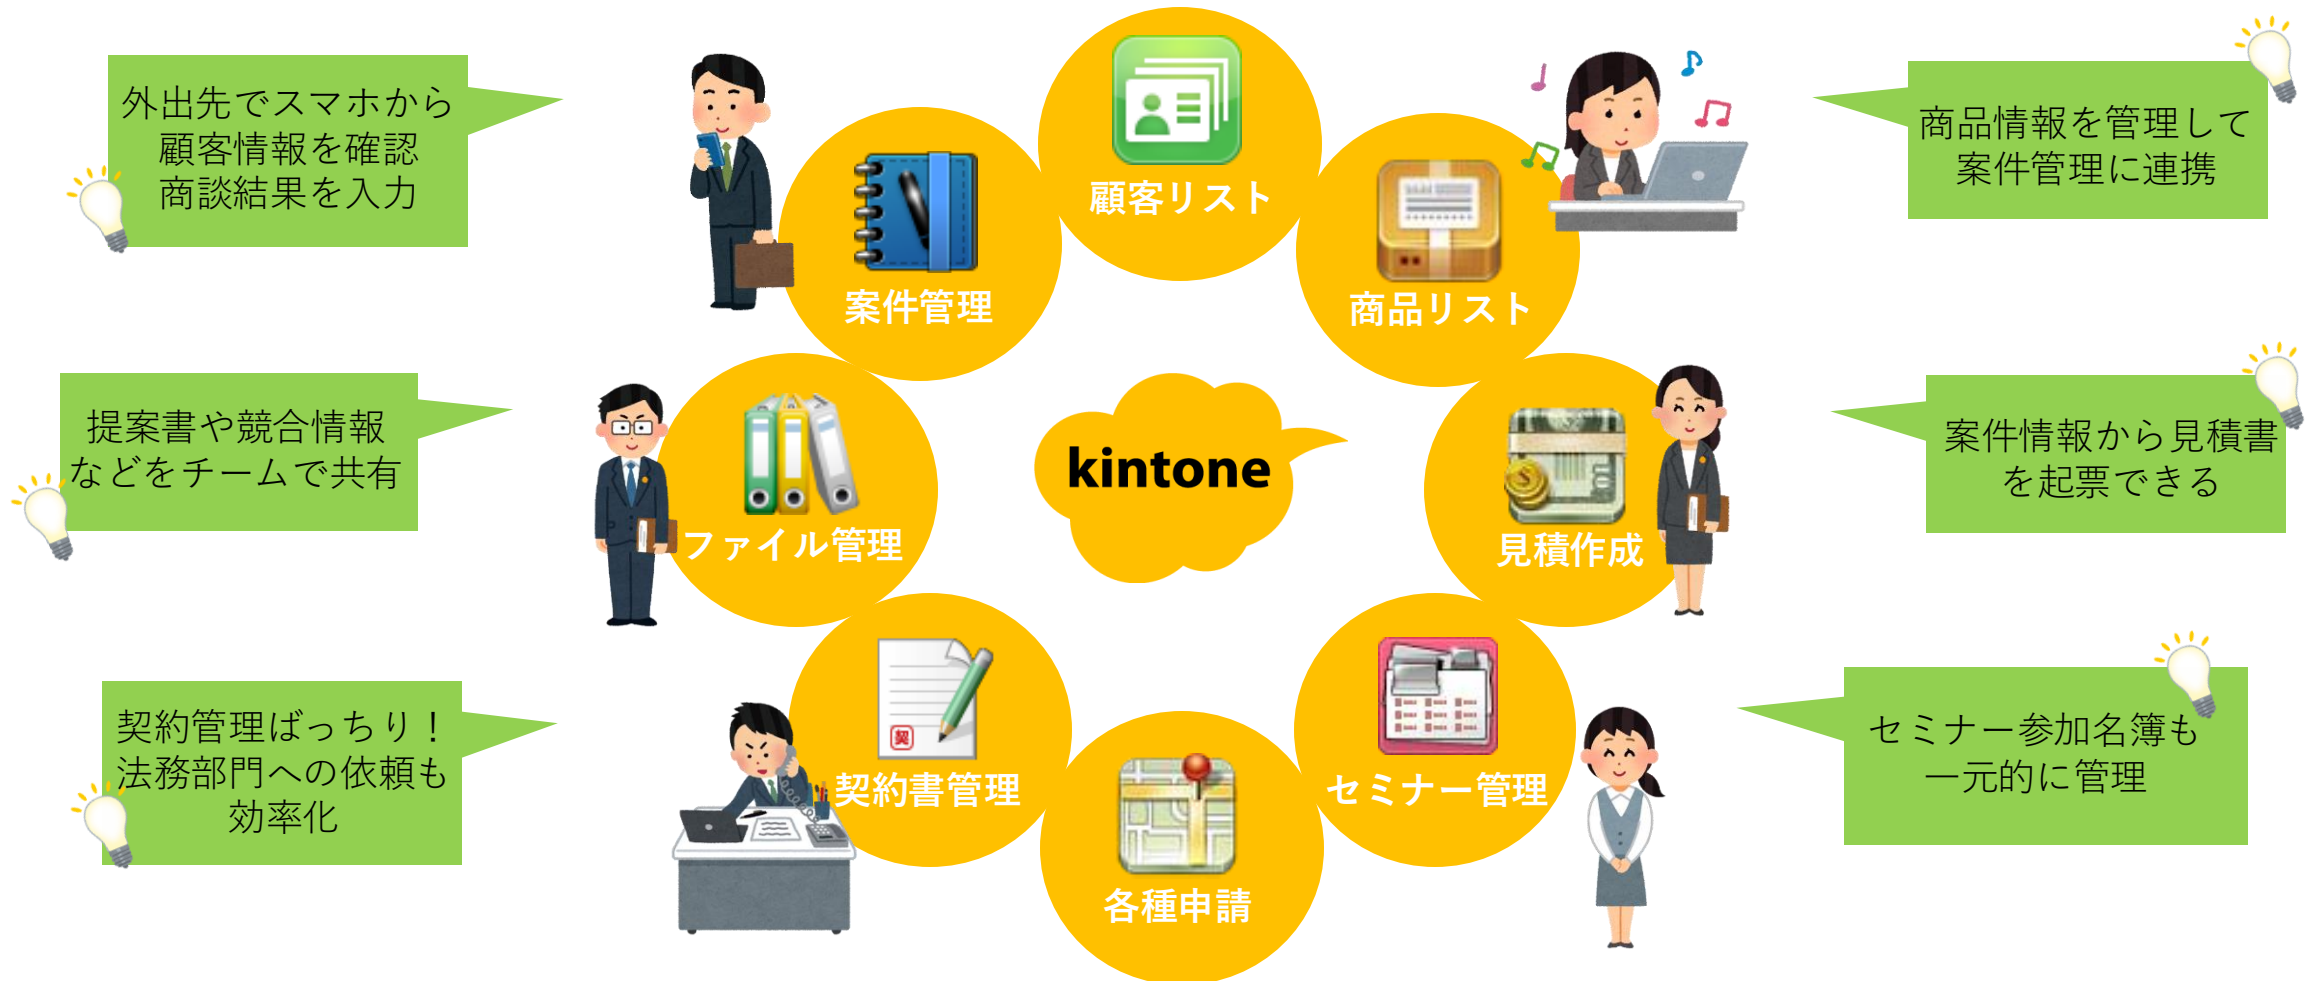 外出先でスマホから
顧客情報を確認
商談結果を入力
提案書や競合情報
などをチームで共有
契約管理ばっちり！
法務部門への依頼も
効率化
顧客リスト
案件管理
商品リスト
ファイル管理
kintone
見積作成
契約書管理
契
セミナー管理
各種申請
商品情報を管理して
案件管理に連携
案件情報から見積書
を起票できる
セミナー参加名簿も
一元的に管理